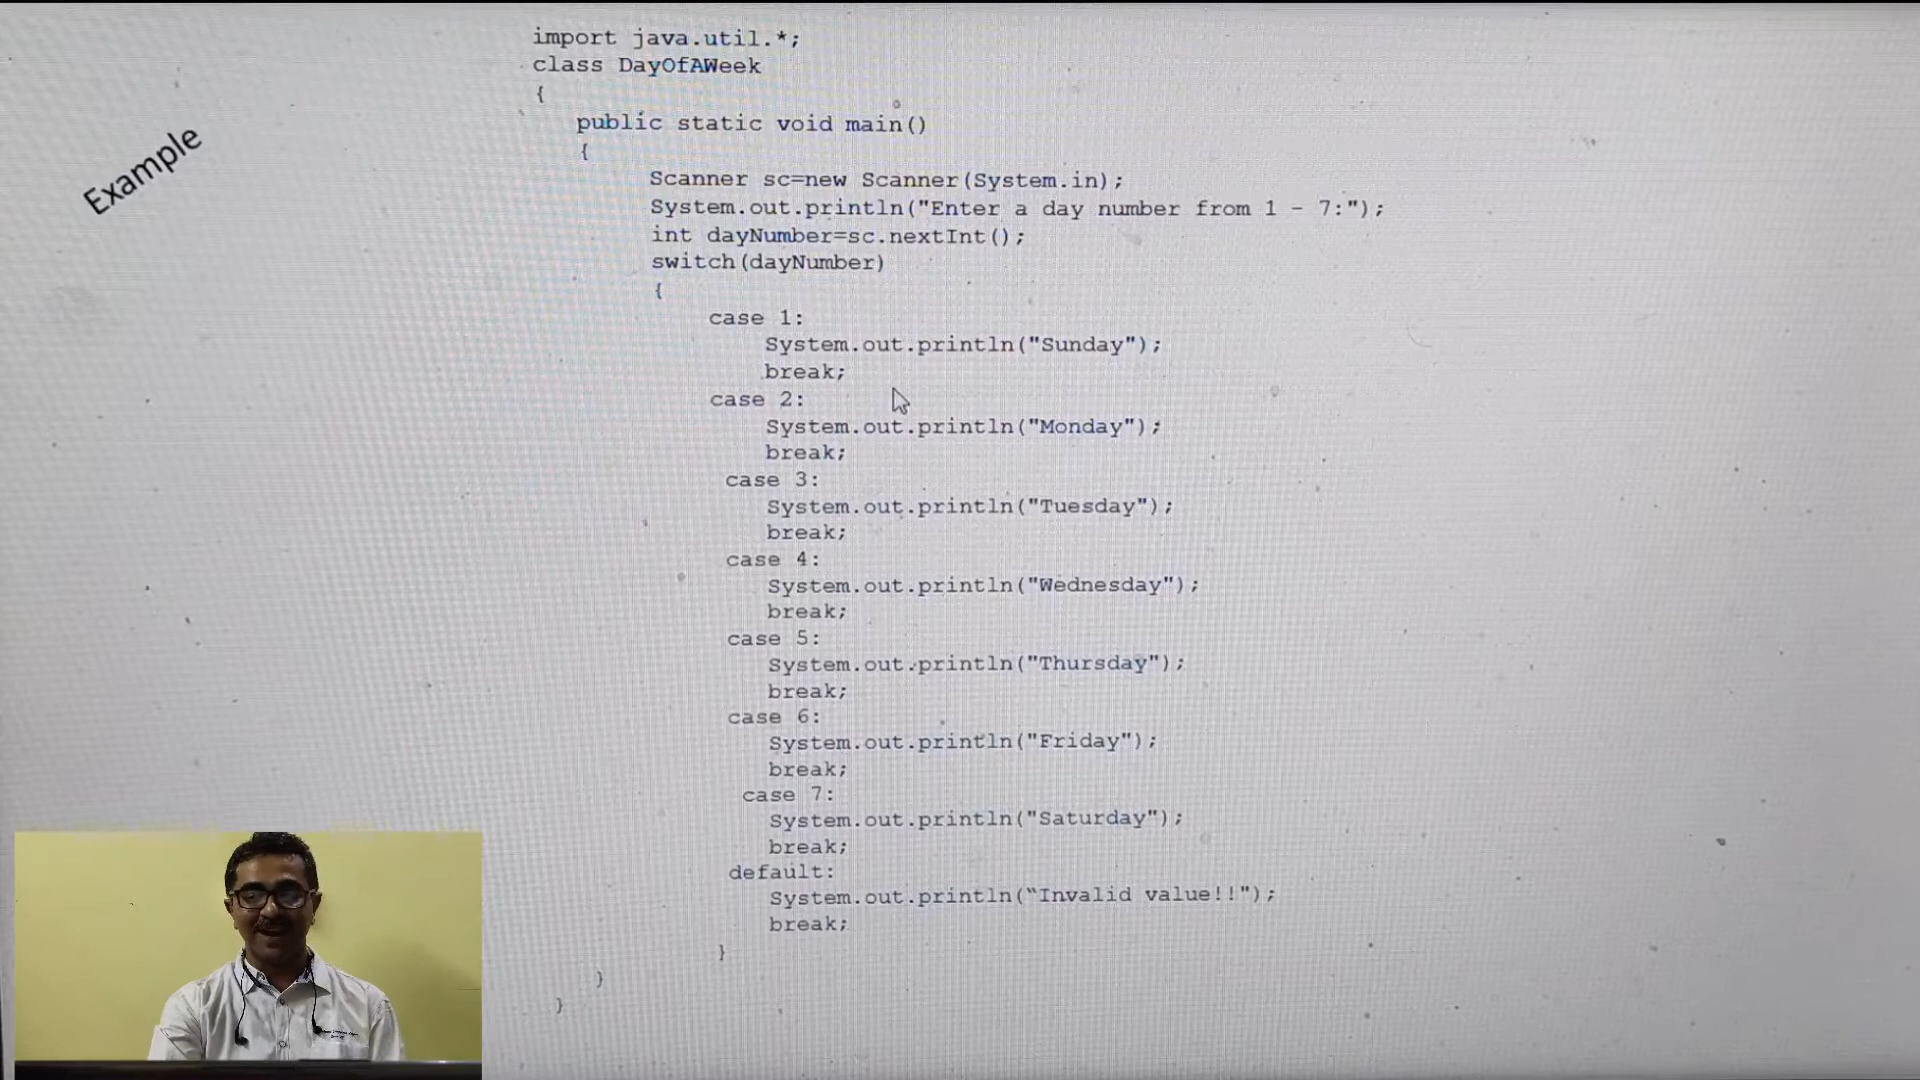 Example
import java.util.*;
class DayOfAWeek
{
public static void main()
{
Scanner sc=new Scanner(System.in);
System.out.println("Enter a day number from 1 - 7:");
int dayNumber=sc.nextInt();
switch(dayNumber)
{
case 1:
System.out.println("Sunday");
break;
case 2:
System.out.println("Monday");
break;
case 3:
System.out.println("Tuesday");
break;
case 4:
System.out.println("Wednesday");
break;
case 5:
System.out.println("Thursday");
break;
case 6:
System.out.println("Friday");
break;
case 7:
System.out.println("Saturday");
break;
default:
System.out.println(“Invalid value!!");
break;
}
}
}